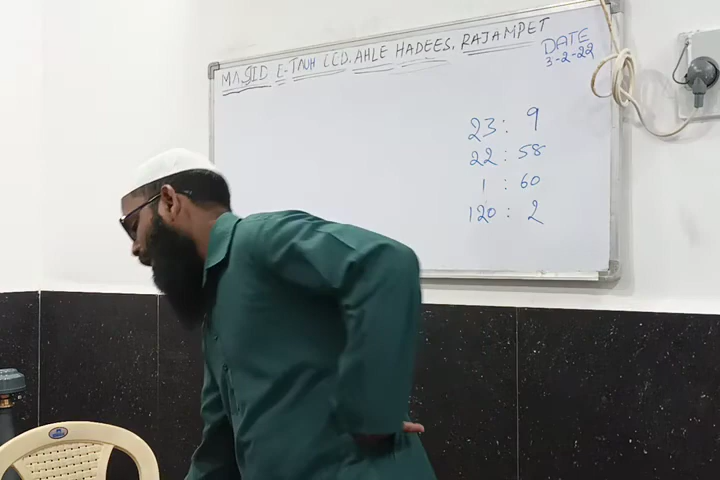 MASJID E-TAUHEED. AHLE HADEES. RAJAMPET
DATE
3-2-22
23 : 9
22 : 58
1 : 60
120 : 2